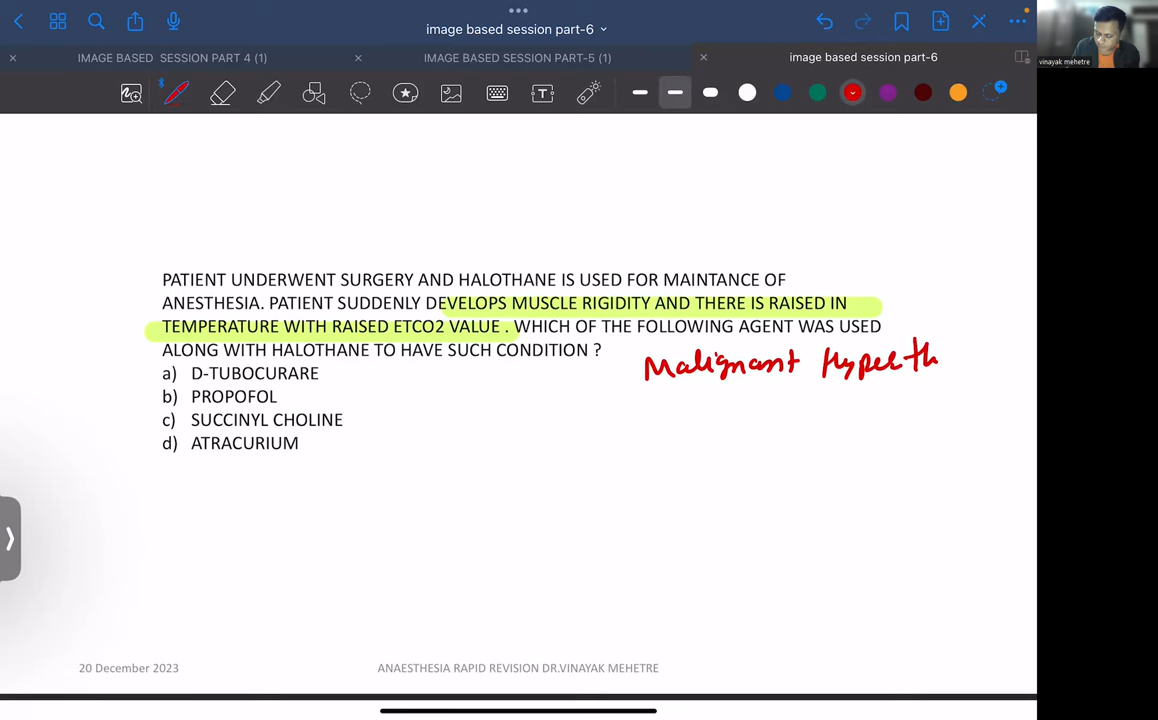 image based session part-6
IMAGE BASED SESSION PART 4 (1)
IMAGE BASED SESSION PART-5 (1)
image based session part-6
vinayak mehetre
PATIENT UNDERWENT SURGERY AND HALOTHANE IS USED FOR MAINTANCE OF
ANESTHESIA. PATIENT SUDDENLY DEVELOPS MUSCLE RIGIDITY AND THERE IS RAISED IN
TEMPERATURE WITH RAISED ETCO2 VALUE . WHICH OF THE FOLLOWING AGENT WAS USED
ALONG WITH HALOTHANE TO HAVE SUCH CONDITION ?
Malignant Hyperth
a) D-TUBOCURARE
b) PROPOFOL
c) SUCCINYL CHOLINE
d) ATRACURIUM
20 December 2023
ANAESTHESIA RAPID REVISION DR.VINAYAK MEHETRE